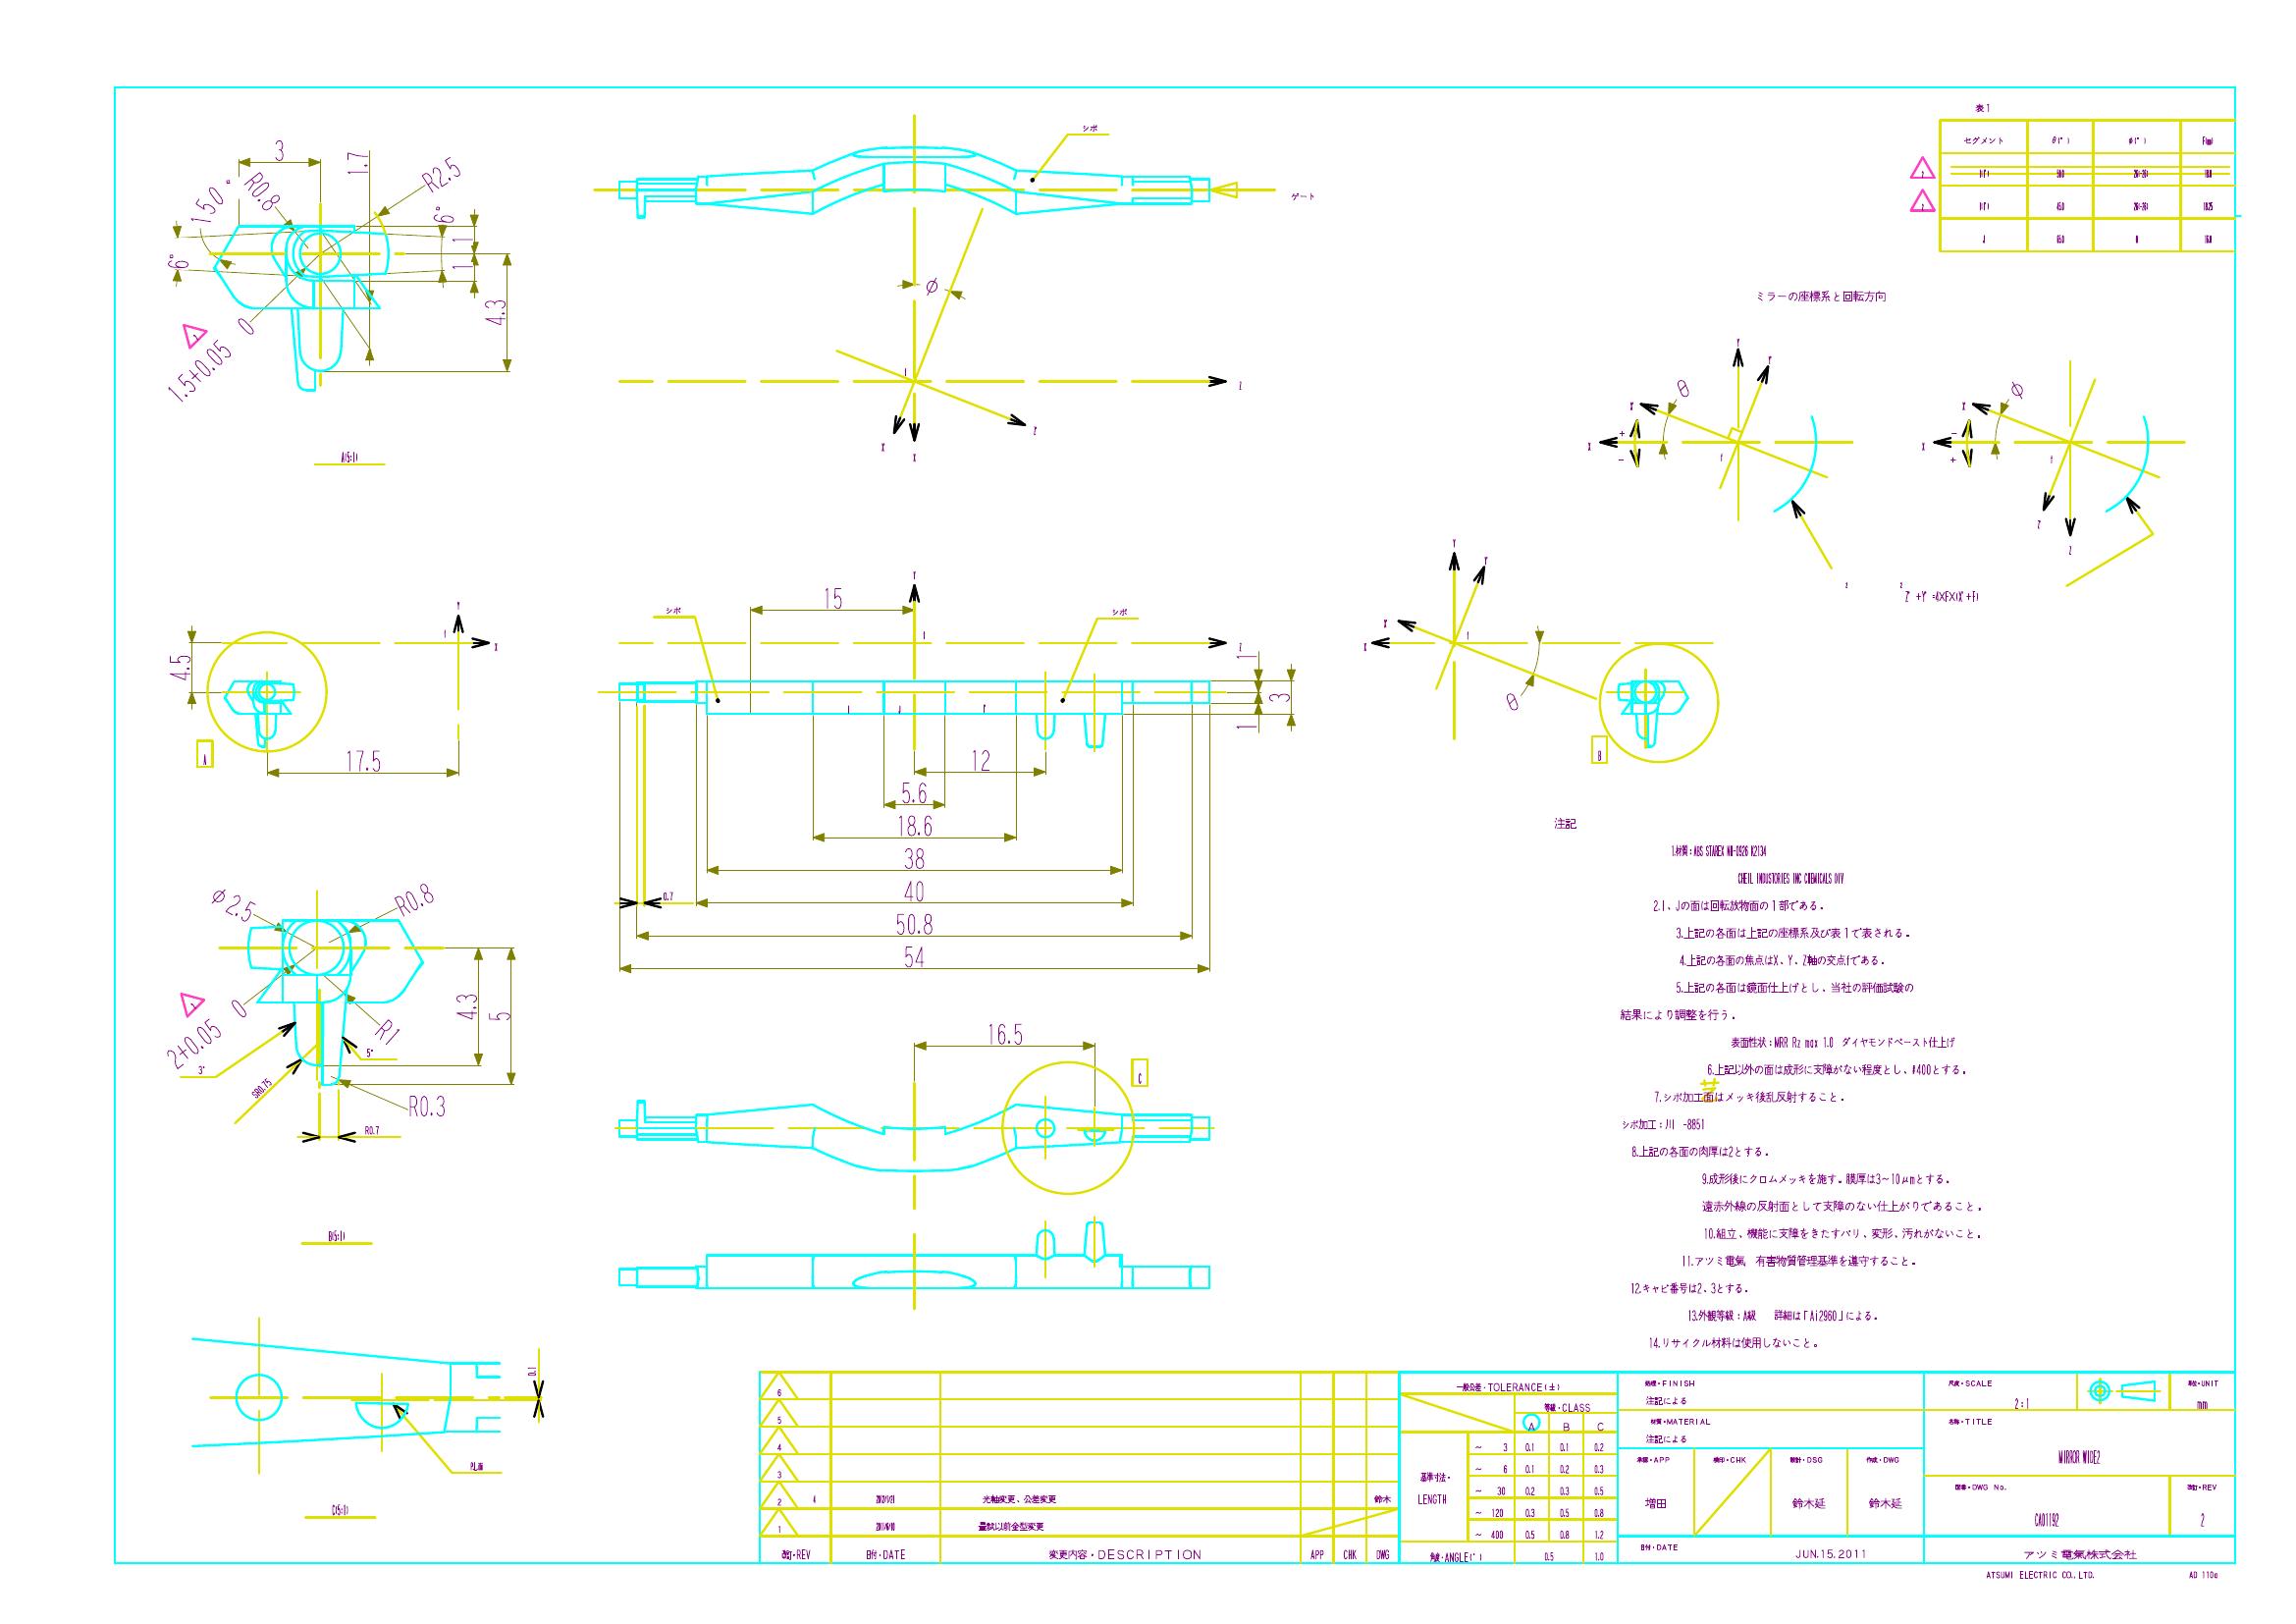 表1
セグメント
F(m)
3
1.7
R2.5
R0.8
150°
6°
6°
1
1
4.3
0
1.5+0.05
A(5:1)
シボ
ゲート
φ
Z
Z
X
X
ミラーの座標系と回転方向
Y
Y
θ
X
X
+
-
φ
X
X
-
+
Z
Z
15
シボ
シボ
Y
Z
1
3
1
12
5.6
18.6
38
40
0.7
50.8
54
4.5
Y
X
17.5
A
Y
Y
X
X
θ
B
φ2.5
R0.8
4.3
5
0
2+0.05
R1
3°
5°
SR0.75
R0.3
R0.7
B(5:1)
16.5
C
0.1
PL面
C(5:1)
注記
1.材質:ABS STAREX
CHEIL INDUSTORIES INC CHEMICALS DIV
2.I、Jの面は回転放物面の1部である.
3.上記の各面は上記の座標系及び表1で表される.
4.上記の各面の焦点はX、Y、Z軸の交点fである.
5.上記の各面は鏡面仕上げとし、当社の評価試験の
結果により調整を行う.
表面性状:MRR Rz max 1.0 ダイヤモンドペースト仕上げ
6.上記以外の面は成形に支障がない程度とし、#400とする.
7.シボ加工面はメッキ後乱反射すること.
シボ加工: -8851
8.上記の各面の肉厚は2とする.
9.成形後にクロムメッキを施す.膜厚は3~10μmとする.
遠赤外線の反射面として支障のない仕上がりであること.
10.組立、機能に支障をきたすバリ、変形、汚れがないこと.
11.アツミ電氣 有害物質管理基準を遵守すること.
12.キャビ番号は2、3とする.
13.外観等級:A級 詳細は「Ai2960」による.
14.リサイクル材料は使用しないこと。
6
5
4
3
2 光軸変更、公差変更 鈴木
1 量試以前金型変更
改訂・REV 日付・DATE 変更内容・DESCRIPTION APP CHK DWG
一般公差・TOLERANCE(±)
等級・CLASS
A B C
基準寸法・
LENGTH
~ 3 0.1 0.1 0.2
~ 6 0.1 0.2 0.3
~ 30 0.2 0.3 0.5
~ 120 0.3 0.5 0.8
~ 400 0.5 0.8 1.2
角度・ANGLE(°) 0.5 1.0
処理・FINISH
注記による
材質・MATERIAL
注記による
承認・APP 検印・CHK 設計・DSG 作成・DWG
増田 鈴木延 鈴木延
日付・DATE JUN.15.2011
尺度・SCALE
2:1
単位・UNIT
mm
名称・TITLE
MIRROR WIDE2
図番・DWG No.
CA01192
改訂・REV
2
アツミ電氣株式会社
ATSUMI ELECTRIC CO.,LTD.
AD 110a